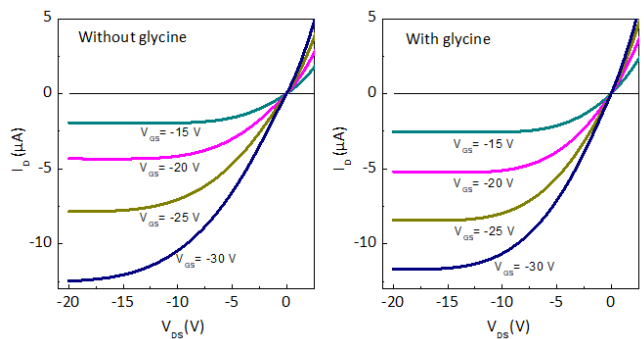 Without glycine
5
0
-5
-10
I_D (µA)
V_GS= -15 V
V_GS= -20 V
V_GS= -25 V
V_GS= -30 V
-20 -15 -10 -5 0
V_DS(V)
With glycine
5
0
-5
-10
I_D (µA)
V_GS= -15 V
V_GS= -20 V
V_GS= -25 V
V_GS= -30 V
-20 -15 -10 -5 0
V_DS(V)